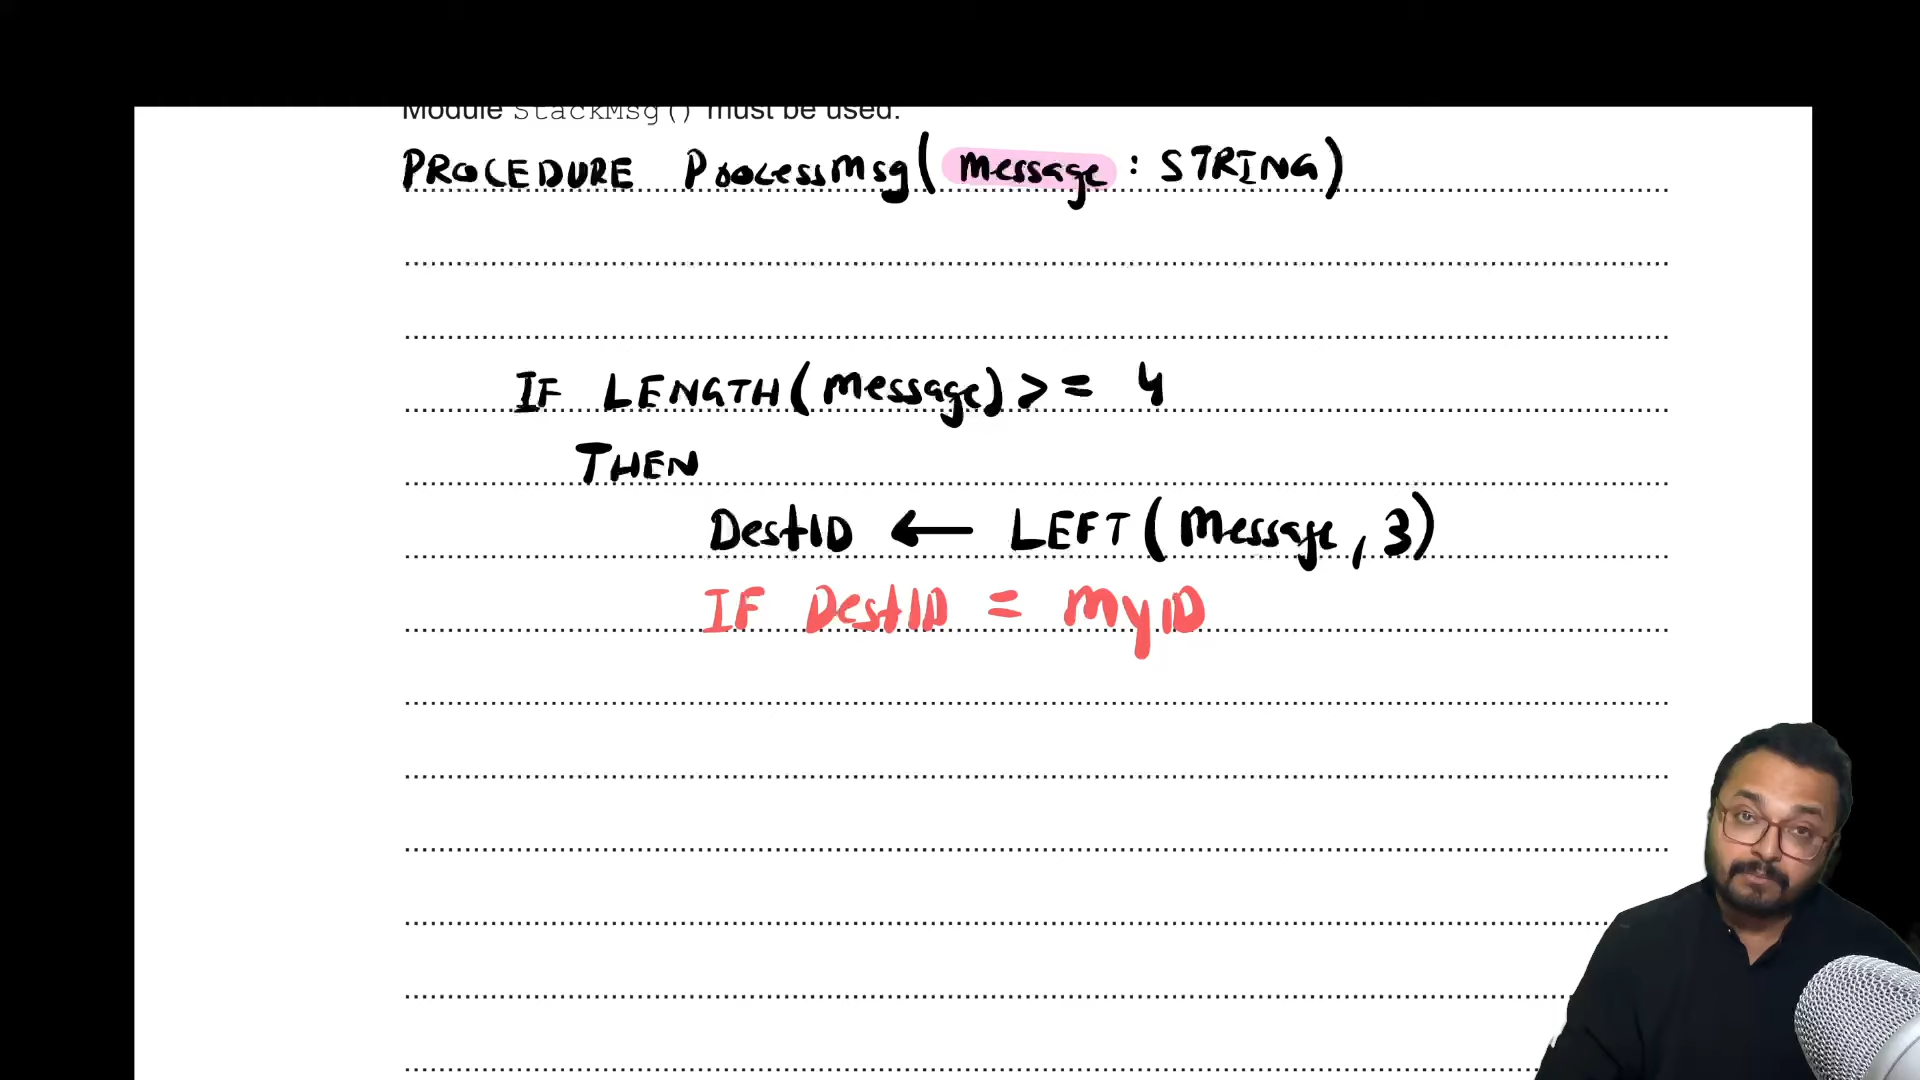 Module StackMsg() must be used.
PROCEDURE ProcessMsg(Message : STRING)
IF LENGTH(Message) >= 4
THEN
DestID ← LEFT(Message, 3)
IF DestID = MyID